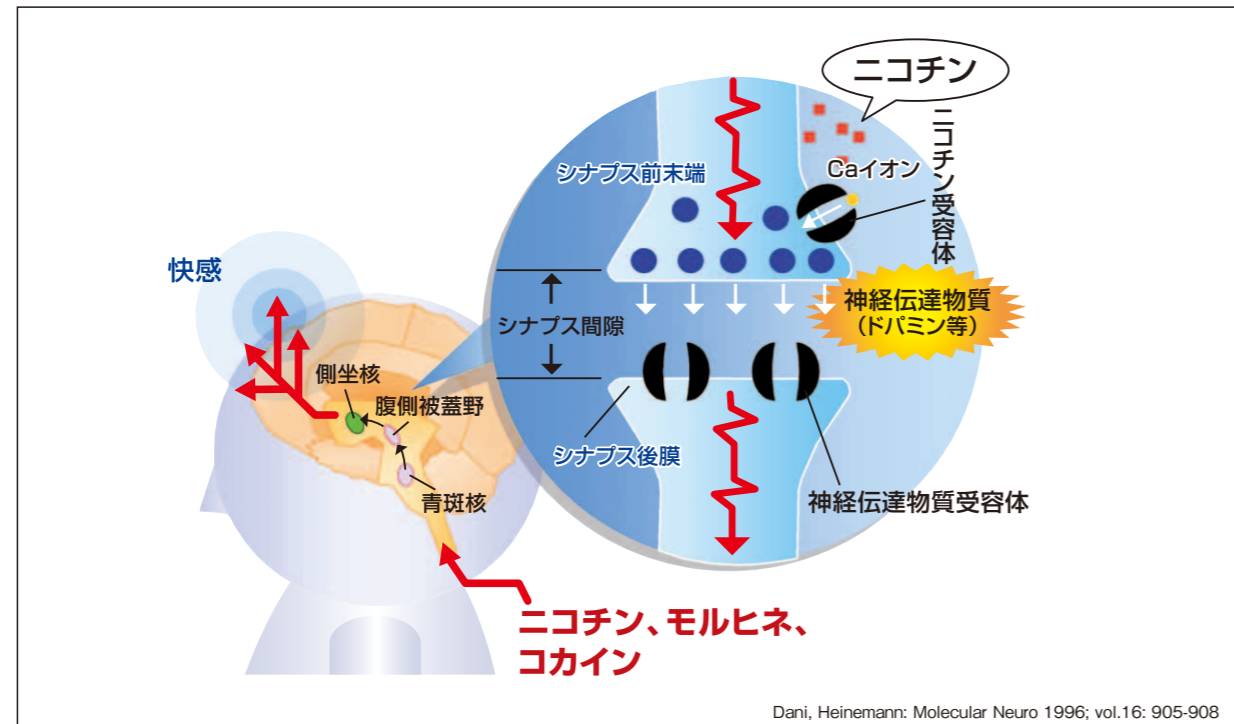 ニコチン
ニコチン受容体
Caイオン
シナプス前末端
快感
神経伝達物質
(ドパミン等)
シナプス間隙
側坐核
腹側被蓋野
シナプス後膜
青斑核
神経伝達物質受容体
ニコチン、モルヒネ、
コカイン
Dani, Heinemann: Molecular Neuro 1996; vol.16: 905-908